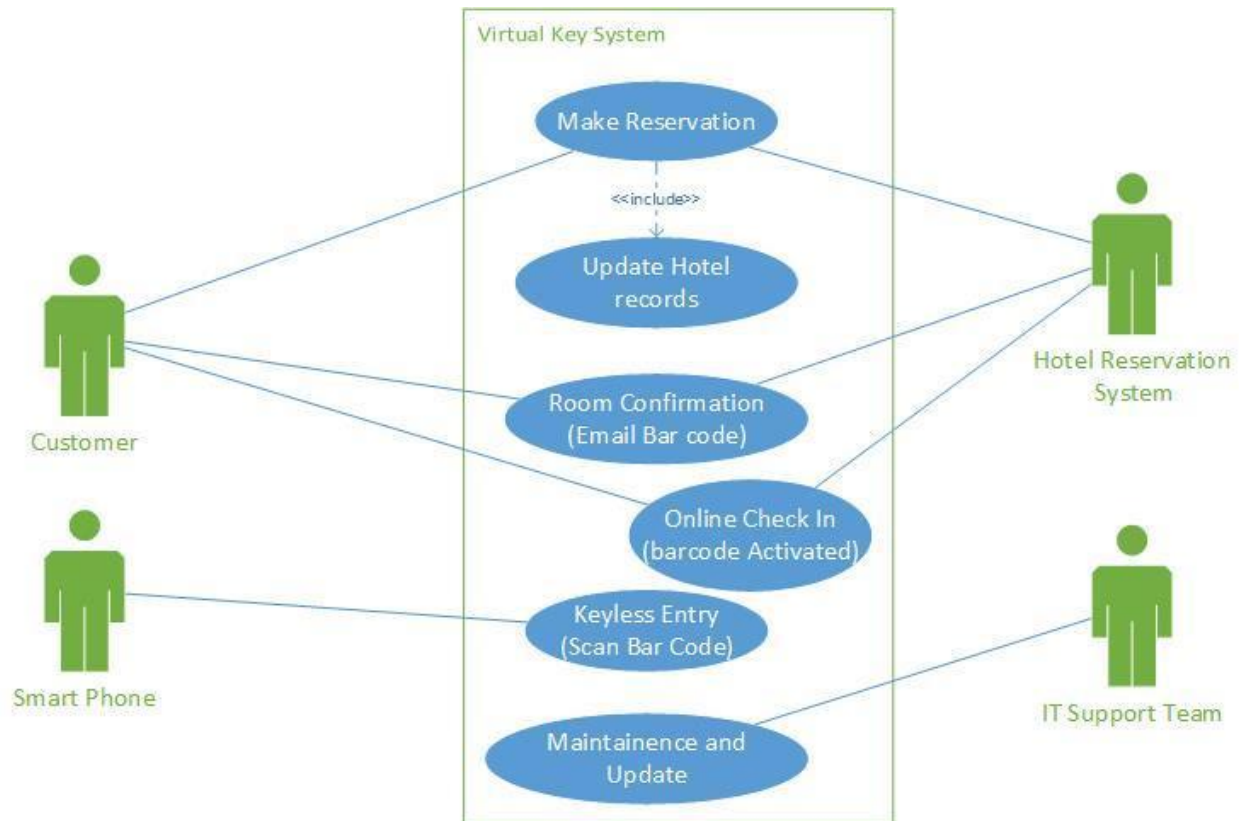 Virtual Key System
Make Reservation
<<include>>
Update Hotel
records
Hotel Reservation
System
Room Confirmation
(Email Bar code)
Customer
Online Check In
(barcode Activated)
Keyless Entry
(Scan Bar Code)
Smart Phone
IT Support Team
Maintainence and
Update